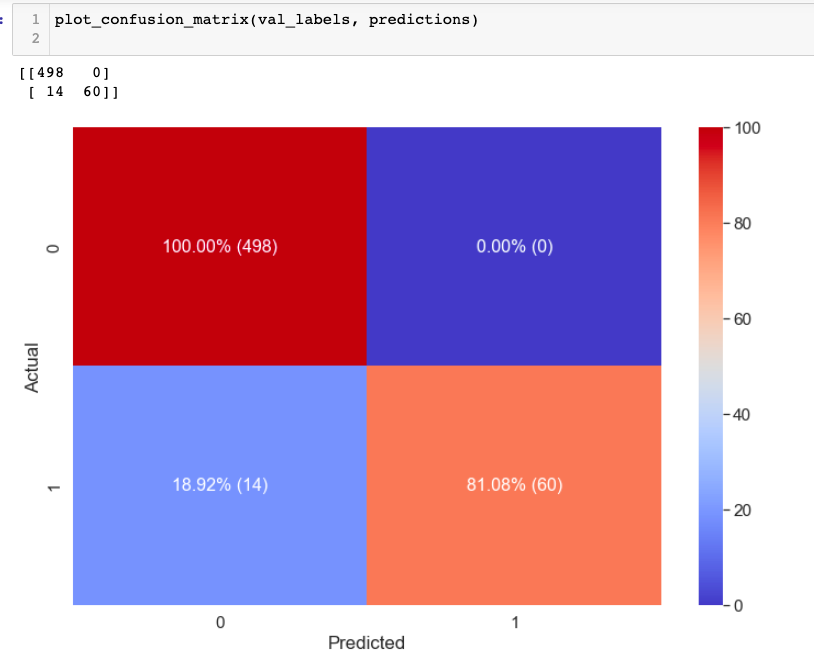 :
1 plot_confusion_matrix(val_labels, predictions)
2
[[498   0]
 [ 14  60]]
100
100.00% (498) 0.00% (0)
0
80
60
Actual
40
18.92% (14) 81.08% (60)
1
20
0
0 1
Predicted